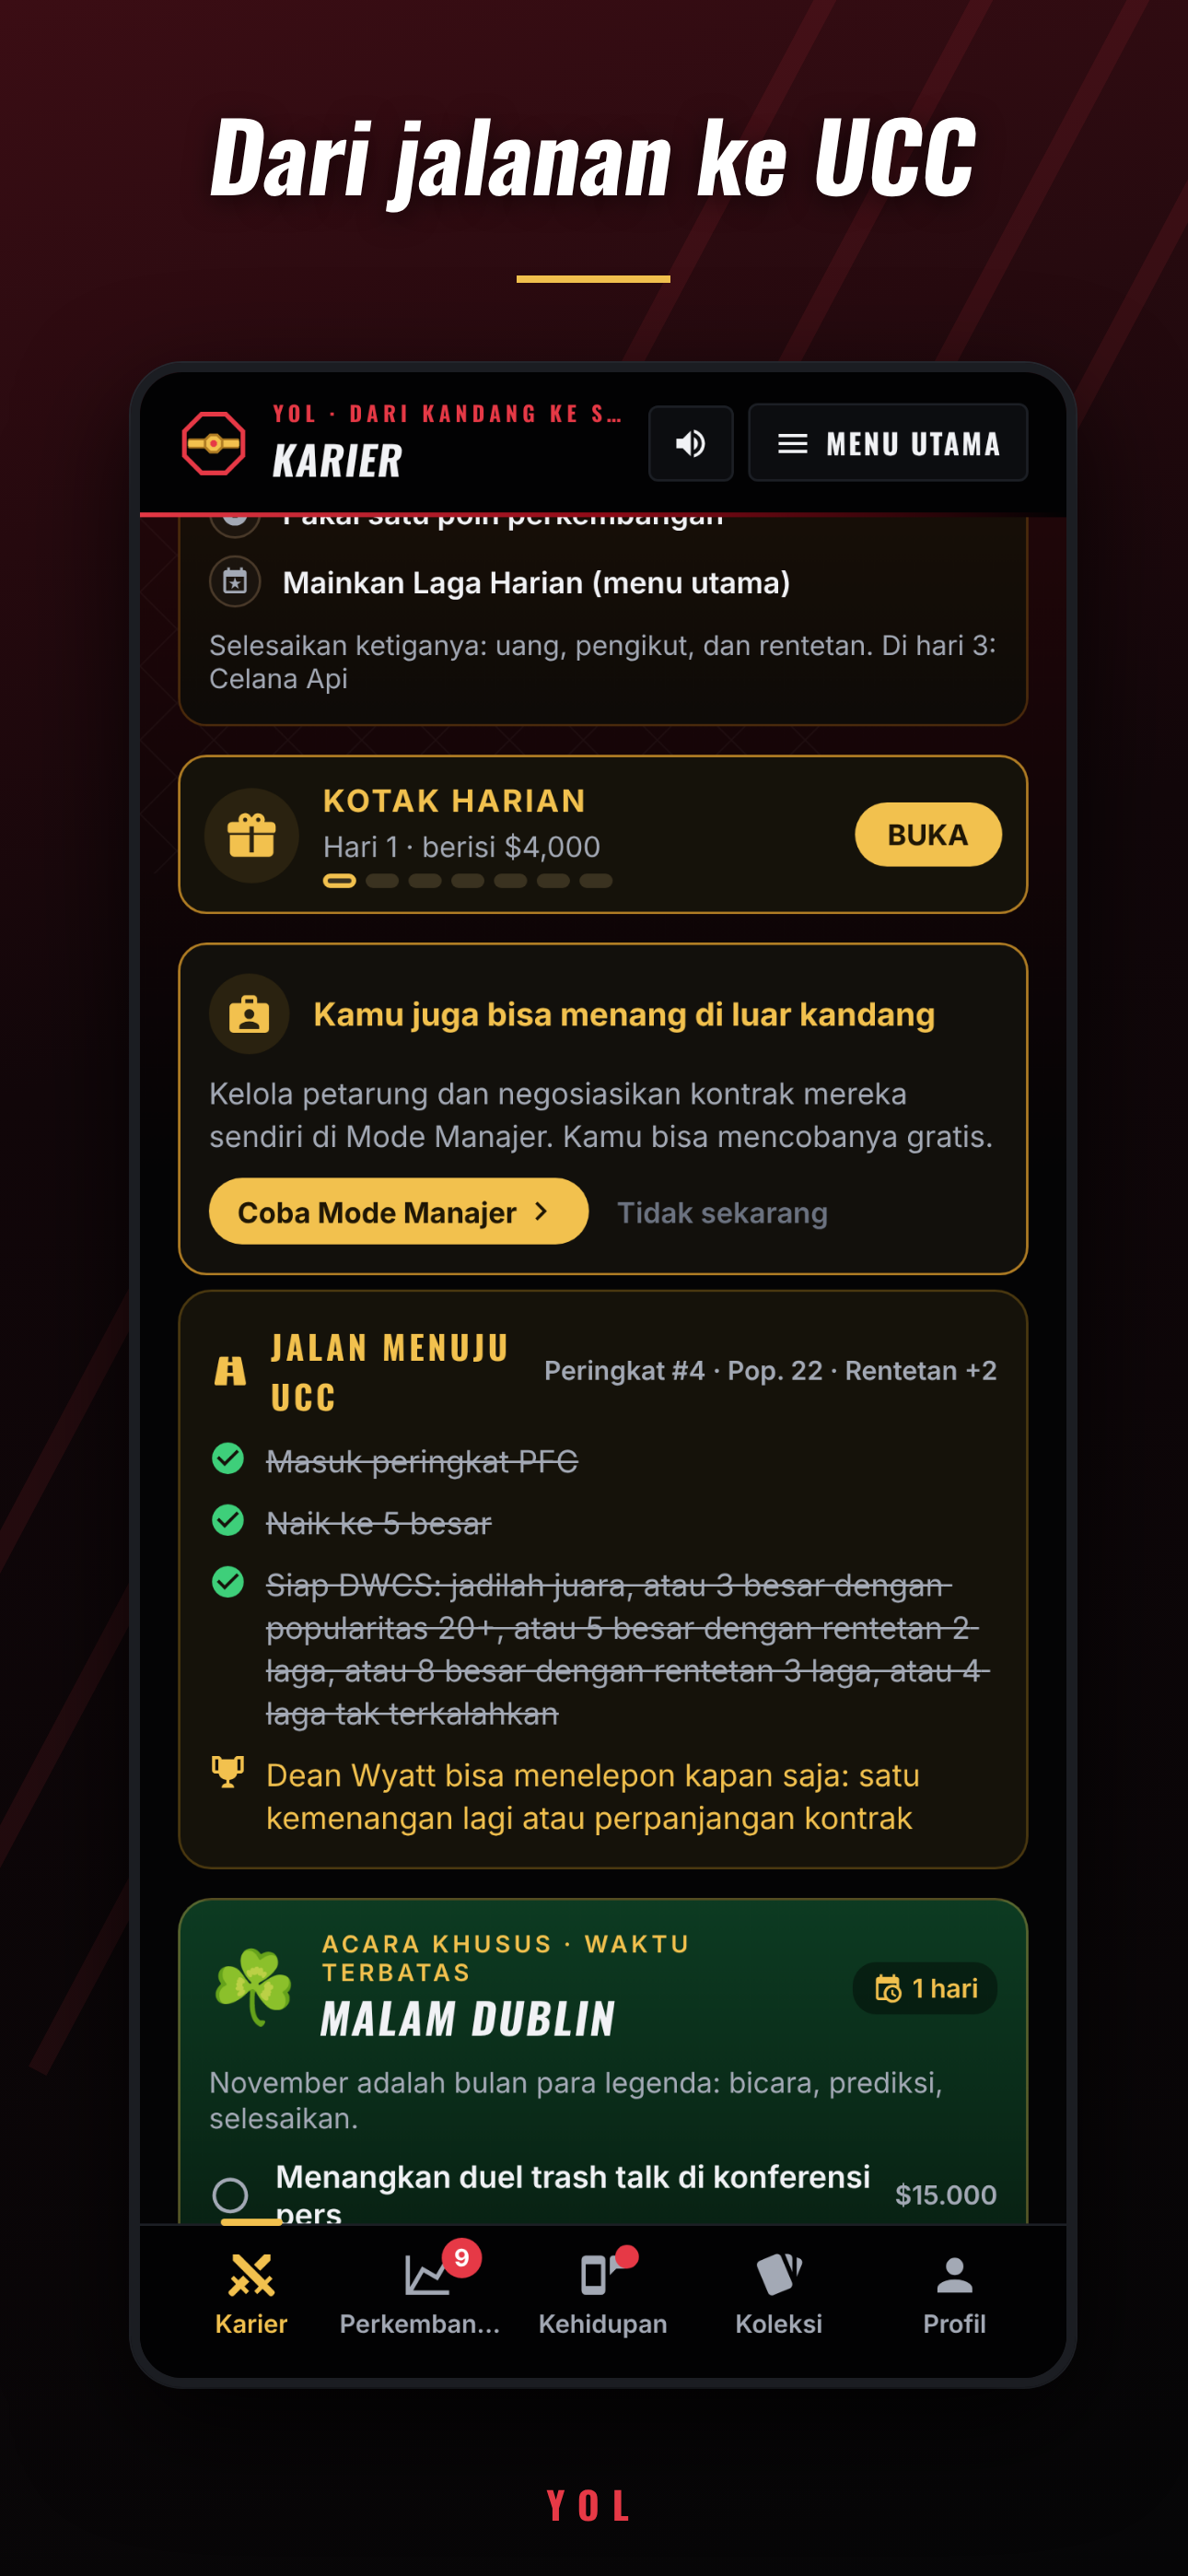 Dari jalanan ke UCC
YOL · DARI KANDANG KE S…
KARIER
MENU UTAMA
Pakai satu poin perkembangan
Mainkan Laga Harian (menu utama)
Selesaikan ketiganya: uang, pengikut, dan rentetan. Di hari 3:
Celana Api
KOTAK HARIAN
Hari 1 · berisi $4,000
BUKA
Kamu juga bisa menang di luar kandang
Kelola petarung dan negosiasikan kontrak mereka
sendiri di Mode Manajer. Kamu bisa mencobanya gratis.
Coba Mode Manajer
Tidak sekarang
JALAN MENUJU
UCC
Peringkat #4 · Pop. 22 · Rentetan +2
Masuk peringkat PFC
Naik ke 5 besar
Siap DWCS: jadilah juara, atau 3 besar dengan
popularitas 20+, atau 5 besar dengan rentetan 2
laga, atau 8 besar dengan rentetan 3 laga, atau 4
laga tak terkalahkan
Dean Wyatt bisa menelepon kapan saja: satu
kemenangan lagi atau perpanjangan kontrak
ACARA KHUSUS · WAKTU
TERBATAS
MALAM DUBLIN
1 hari
November adalah bulan para legenda: bicara, prediksi,
selesaikan.
Menangkan duel trash talk di konferensi
pers
$15.000
9
Karier
Perkemban…
Kehidupan
Koleksi
Profil
YOL